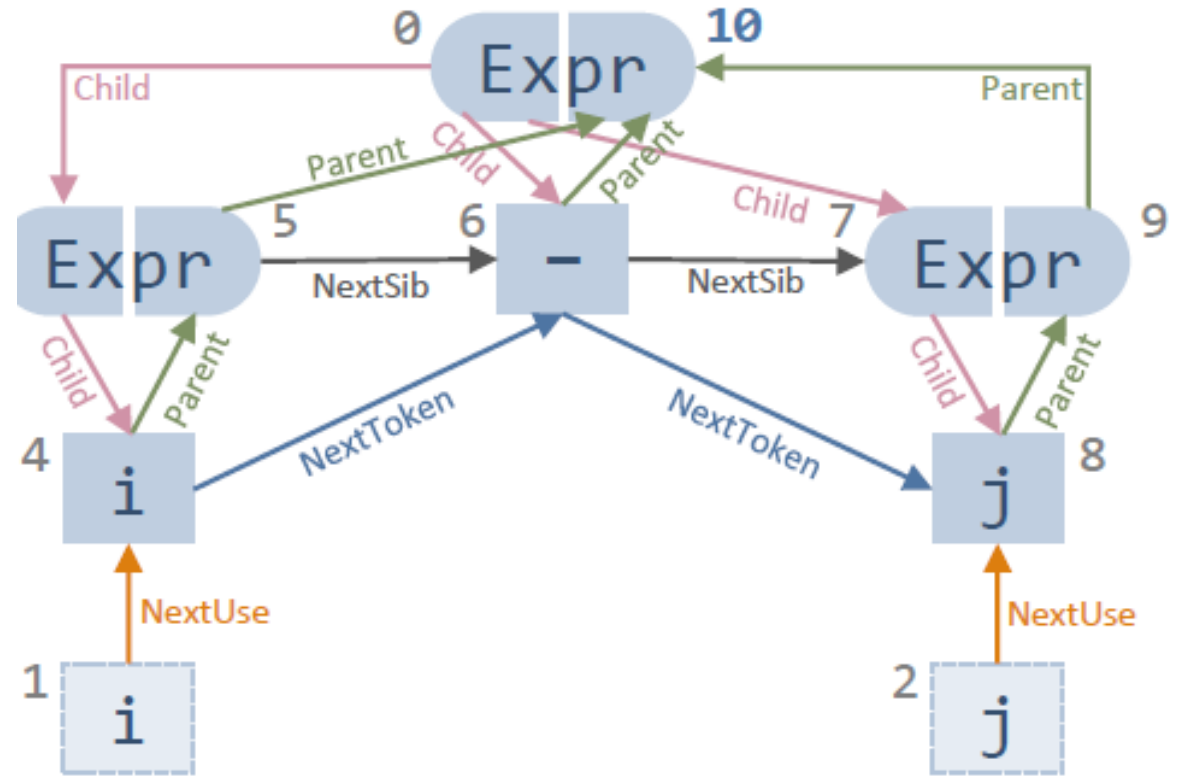 0 Expr 10
Child
Parent
Child
Parent
Parent
Child
Expr 5
6 −
7 Expr 9
NextSib
NextSib
Child
Parent
NextToken
NextToken
Child
Parent
4 i
j 8
NextUse
NextUse
1 i
2 j